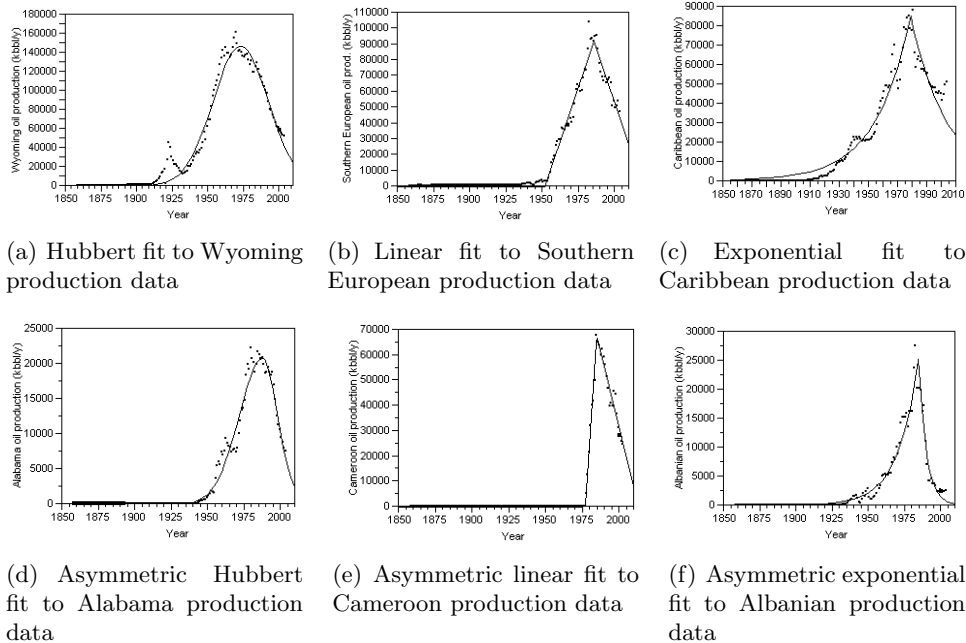 Wyoming oil production (kbbl/y)
180000
160000
140000
120000
100000
80000
60000
40000
20000
0
1850 1875 1900 1925 1950 1975 2000
Year
(a) Hubbert fit to Wyoming
production data
Southern European oil prod. (kbbl/y)
110000
100000
90000
80000
70000
60000
50000
40000
30000
20000
10000
0
1850 1875 1900 1925 1950 1975 2000
Year
(b) Linear fit to Southern
European production data
Caribbean oil production (kbbl/y)
90000
80000
70000
60000
50000
40000
30000
20000
10000
0
1850 1870 1890 1910 1930 1950 1970 1990 2010
Year
(c) Exponential fit to
Caribbean production data
Alabama oil production (kbbl/y)
25000
20000
15000
10000
5000
0
1850 1875 1900 1925 1950 1975 2000
Year
(d) Asymmetric Hubbert
fit to Alabama production
data
Cameroon oil production (kbbl/y)
70000
60000
50000
40000
30000
20000
10000
0
1850 1875 1900 1925 1950 1975 2000
Year
(e) Asymmetric linear fit to
Cameroon production data
Albanian oil production (kbbl/y)
30000
25000
20000
15000
10000
5000
0
1850 1875 1900 1925 1950 1975 2000
Year
(f) Asymmetric exponential
fit to Albanian production
data